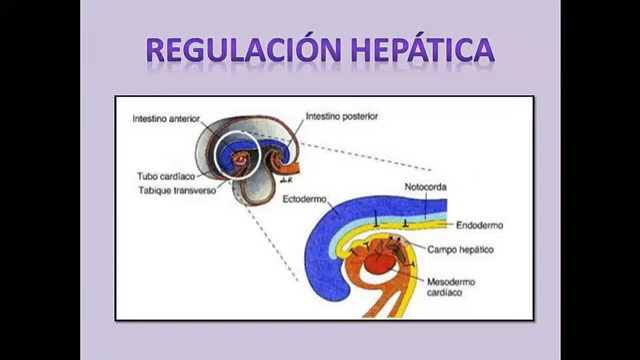 REGULACIÓN HEPÁTICA
Intestino anterior
Intestino posterior
Tubo cardíaco
Tabique transverso
Ectodermo
Notocorda
Endodermo
Campo hepático
Mesodermo
cardíaco